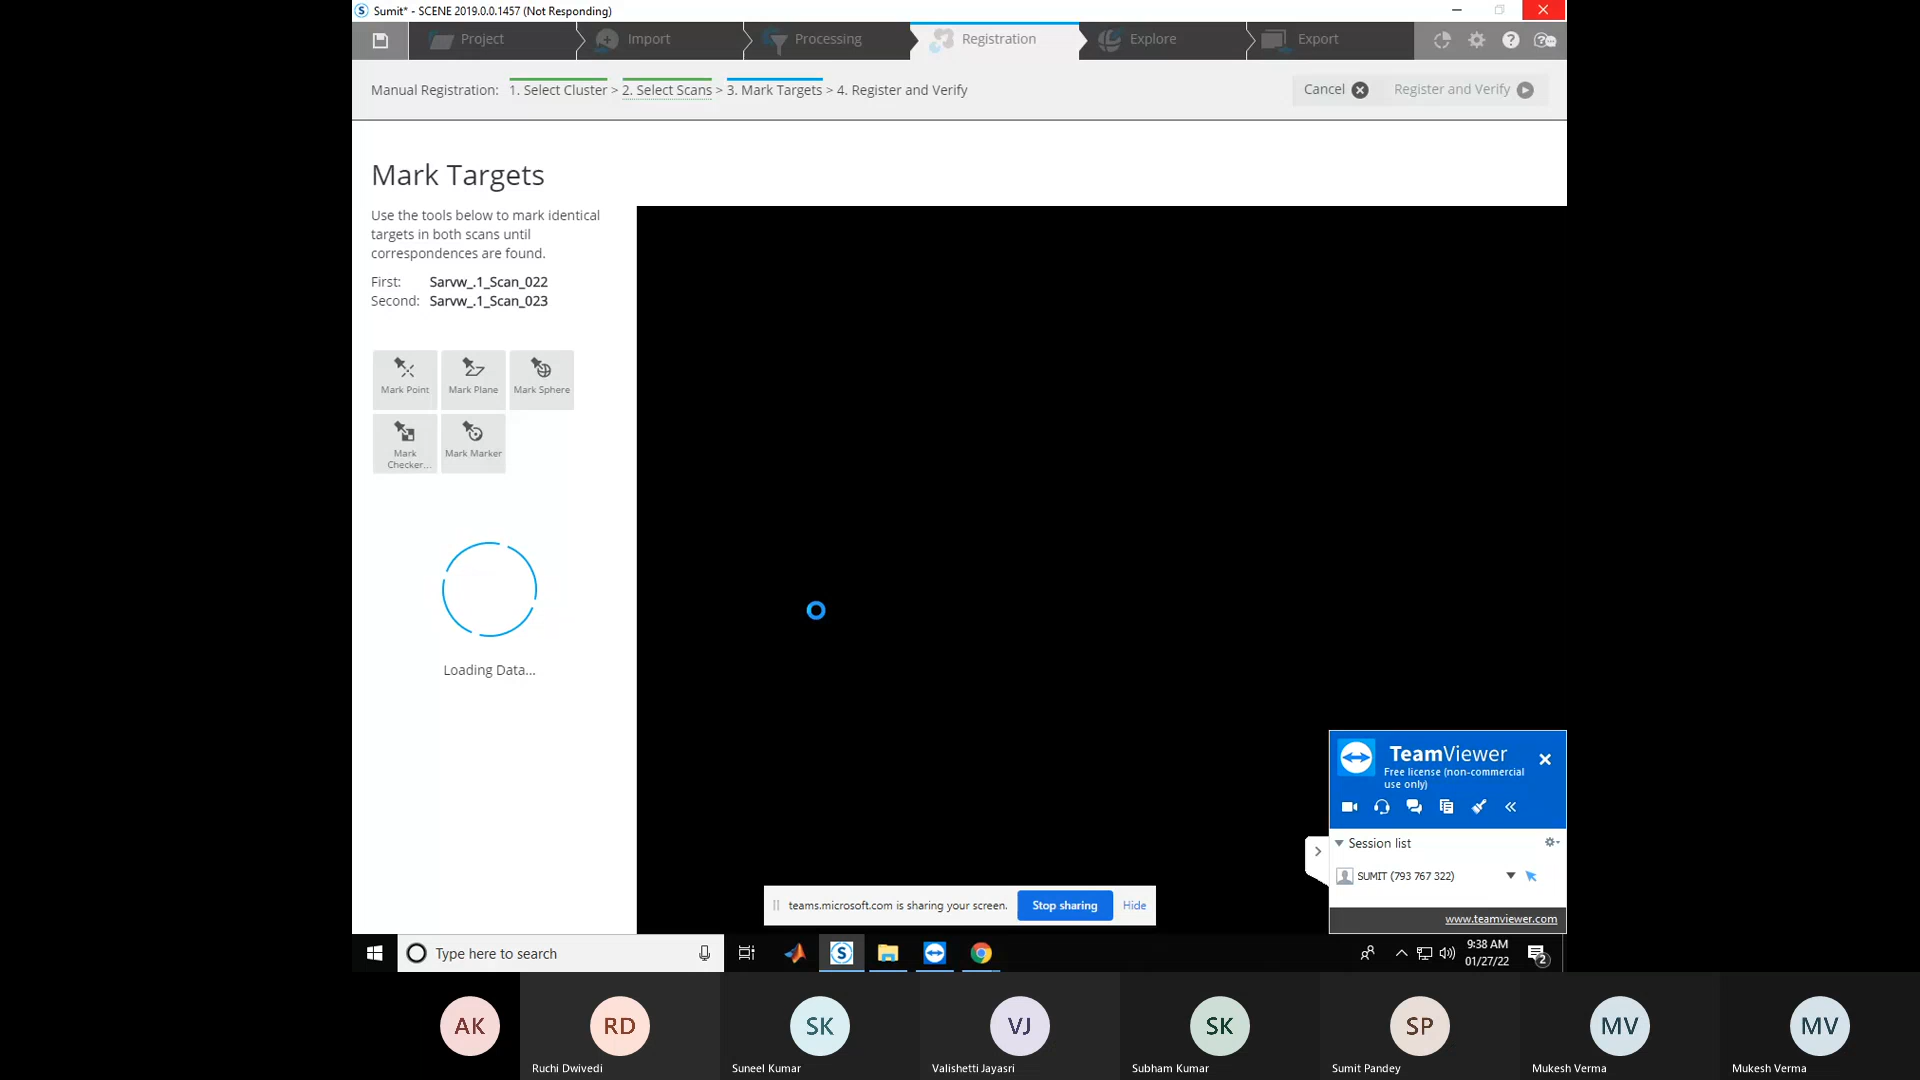 Sumit* - SCENE 2019.0.0.1457 (Not Responding)
Project
Import
Processing
Registration
Explore
Export
Manual Registration: 1. Select Cluster > 2. Select Scans > 3. Mark Targets > 4. Register and Verify
Cancel
Register and Verify
Mark Targets
Use the tools below to mark identical
targets in both scans until
correspondences are found.
First: Sarvw_.1_Scan_022
Second: Sarvw_.1_Scan_023
Mark Point
Mark Plane
Mark Sphere
Mark
Checker...
Mark Marker
Loading Data...
TeamViewer
Free license (non-commercial
use only)
Session list
SUMIT (793 767 322)
www.teamviewer.com
teams.microsoft.com is sharing your screen.
Stop sharing
Hide
Type here to search
S
9:38 AM
01/27/22
2
AK
RD
SK
VJ
SK
SP
MV
MV
Ruchi Dwivedi
Suneel Kumar
Valishetti Jayasri
Subham Kumar
Sumit Pandey
Mukesh Verma
Mukesh Verma